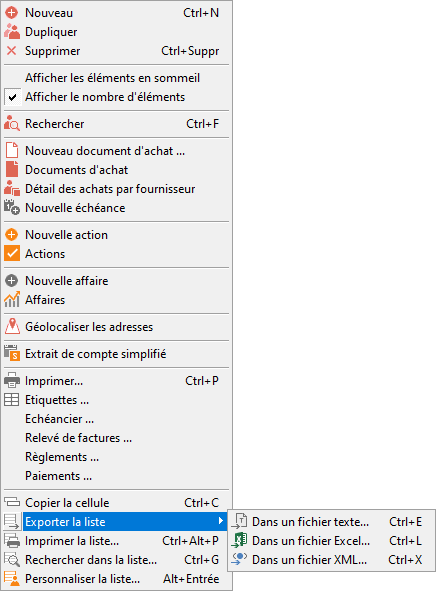 Nouveau Ctrl+N
Dupliquer
Supprimer Ctrl+Suppr
Afficher les éléments en sommeil
Afficher le nombre d'éléments
Rechercher Ctrl+F
Nouveau document d'achat ...
Documents d'achat
Détail des achats par fournisseur
Nouvelle échéance
Nouvelle action
Actions
Nouvelle affaire
Affaires
Géolocaliser les adresses
Extrait de compte simplifié
Imprimer... Ctrl+P
Etiquettes ...
Echéancier ...
Relevé de factures ...
Règlements ...
Paiements ...
Copier la cellule Ctrl+C
Exporter la liste
Dans un fichier texte... Ctrl+E
Imprimer la liste... Ctrl+Alt+P
Dans un fichier Excel... Ctrl+L
Rechercher dans la liste... Ctrl+G
Dans un fichier XML... Ctrl+X
Personnaliser la liste... Alt+Entrée